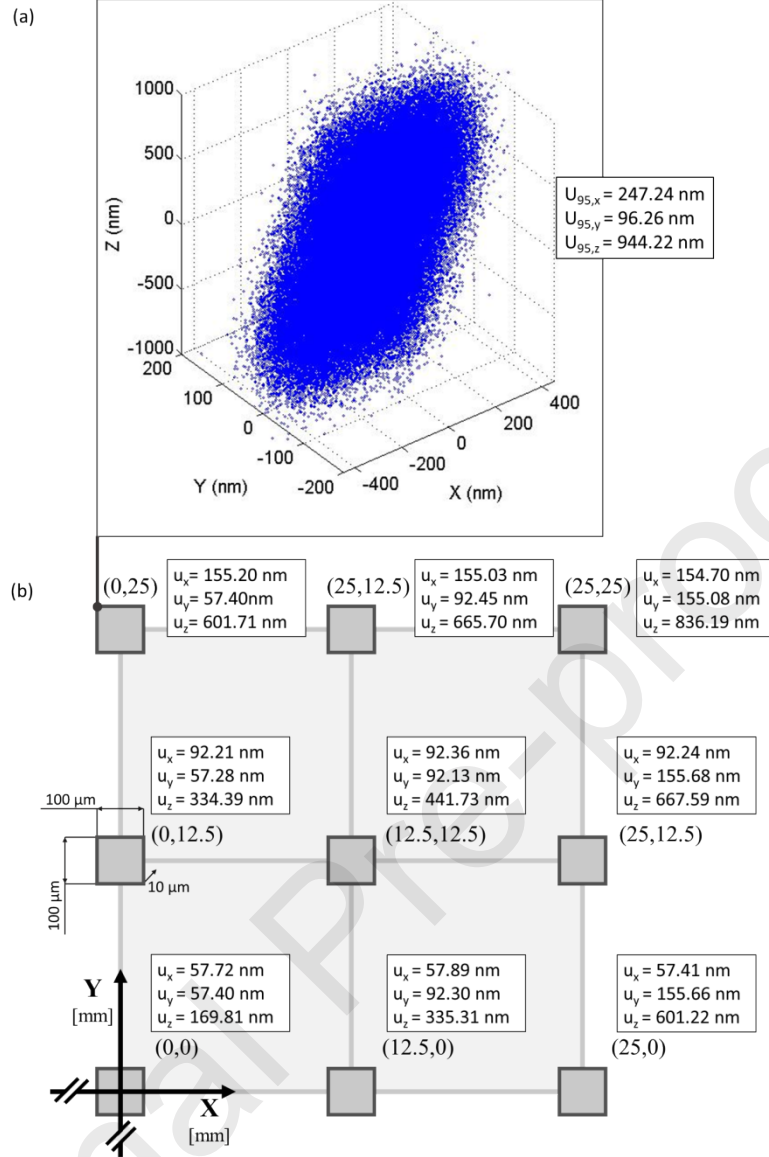 (a)
1000
500
0
-500
-1000
Z (nm)
200
100
0
-100
-200
Y (nm)
-400
-200
0
200
400
X (nm)
U95,x = 247.24 nm
U95,y = 96.26 nm
U95,z = 944.22 nm
(b)
(0,25)
ux = 155.20 nm
uy = 57.40nm
uz = 601.71 nm
(25,12.5)
ux = 155.03 nm
uy = 92.45 nm
uz = 665.70 nm
(25,25)
ux = 154.70 nm
uy = 155.08 nm
uz = 836.19 nm
ux = 92.21 nm
uy = 57.28 nm
uz = 334.39 nm
(0,12.5)
ux = 92.36 nm
uy = 92.13 nm
uz = 441.73 nm
(12.5,12.5)
ux = 92.24 nm
uy = 155.68 nm
uz = 667.59 nm
(25,12.5)
100 μm
100 μm
10 μm
ux = 57.72 nm
uy = 57.40 nm
uz = 169.81 nm
(0,0)
ux = 57.89 nm
uy = 92.30 nm
uz = 335.31 nm
(12.5,0)
ux = 57.41 nm
uy = 155.66 nm
uz = 601.22 nm
(25,0)
Y
[mm]
X
[mm]
nal Pre-proo